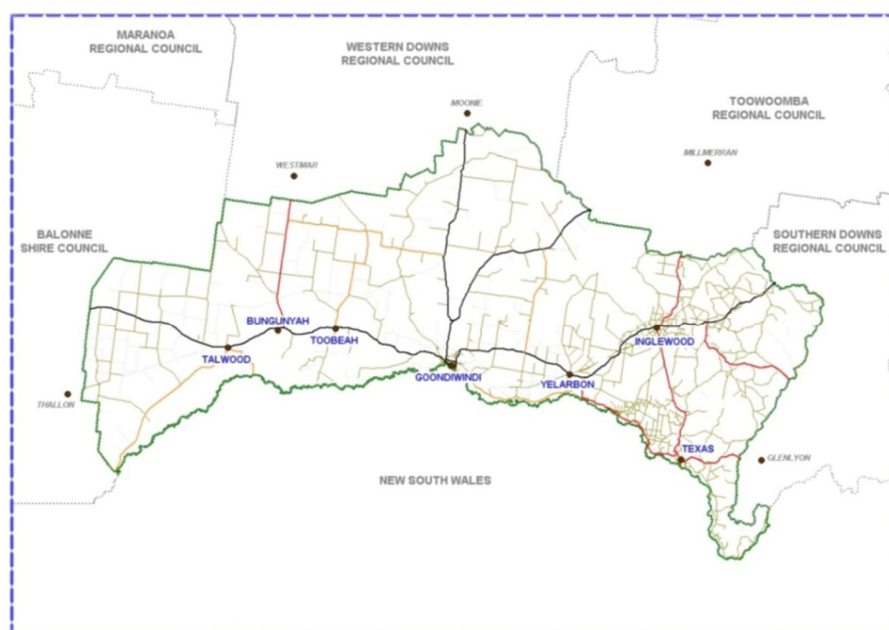 MARANOA
REGIONAL COUNCIL
WESTERN DOWNS
REGIONAL COUNCIL
MOONIE
TOOWOOMBA
REGIONAL COUNCIL
WESTMAR
MILLMERRAN
BALONNE
SHIRE COUNCIL
SOUTHERN DOWNS
REGIONAL COUNCIL
BUNGUNYAH
TOOBEAH
INGLEWOOD
TALWOOD
GOONDIWINDI
YELARBON
THALLON
TEXAS
GLENLYON
NEW SOUTH WALES